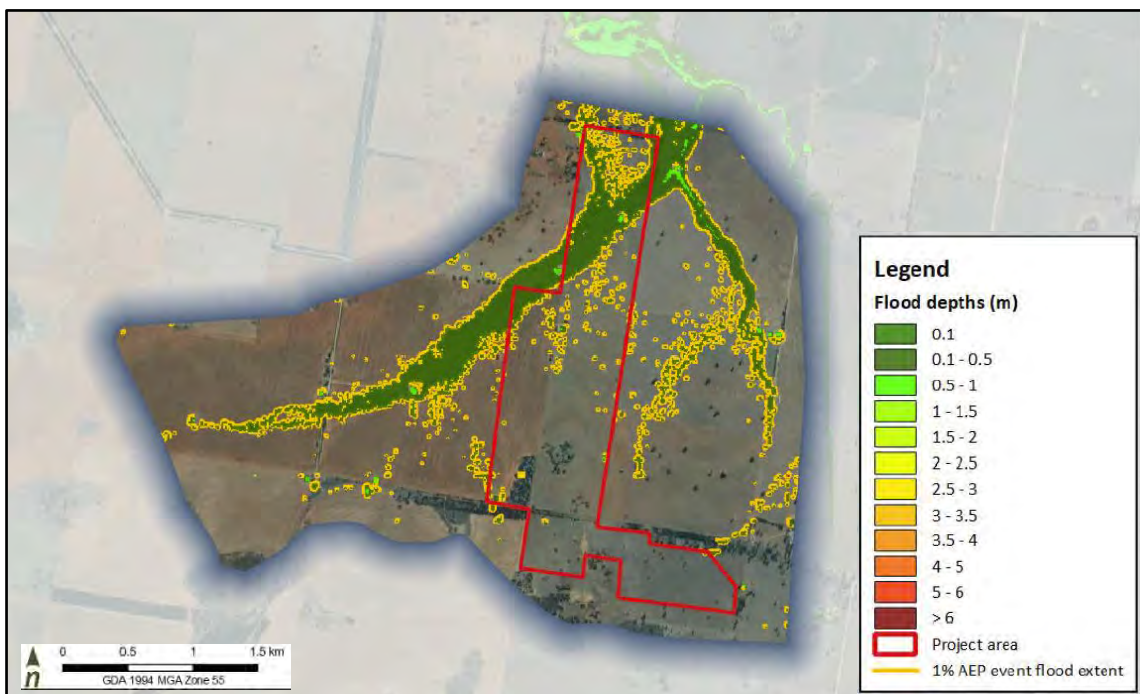 Legend
Flood depths (m)
0.1
0.1 - 0.5
0.5 - 1
1 - 1.5
1.5 - 2
2 - 2.5
2.5 - 3
3 - 3.5
3.5 - 4
4 - 5
5 - 6
> 6
Project area
1% AEP event flood extent
0 0.5 1 1.5 km
n
GDA 1994 MGA Zone 55